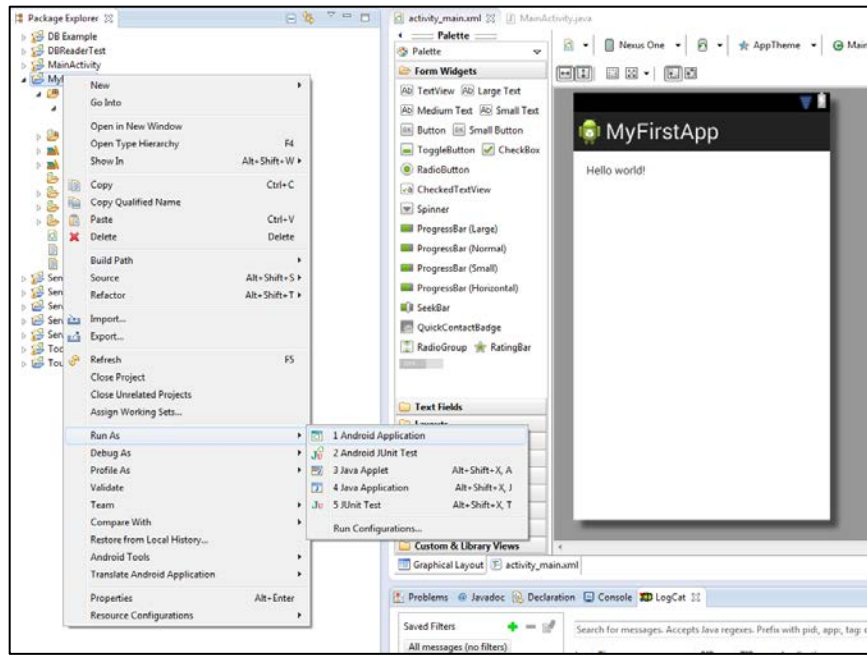 Package Explorer
DB Example
DBReaderTest
MainActivity
New
Go Into
Open in New Window
Open Type Hierarchy F4
Show In Alt+Shift+W
Copy Ctrl+C
Copy Qualified Name
Paste Ctrl+V
Delete Delete
Build Path
Source Alt+Shift+S
Refactor Alt+Shift+T
Import...
Export...
Refresh F5
Close Project
Close Unrelated Projects
Assign Working Sets...
Run As
Debug As
Profile As
Validate
Team
Compare With
Restore from Local History...
Android Tools
Translate Android Application
Properties Alt+Enter
Resource Configurations
1 Android Application
2 Android JUnit Test
3 Java Applet Alt+Shift+X, A
4 Java Application Alt+Shift+X, J
5 JUnit Test Alt+Shift+X, T
Run Configurations...
activity_main.xml MainActivity.java
Palette
Palette
Form Widgets
TextView Large Text
Medium Text Small Text
Button Small Button
ToggleButton CheckBox
RadioButton
CheckedTextView
Spinner
ProgressBar (Large)
ProgressBar (Normal)
ProgressBar (Small)
ProgressBar (Horizontal)
SeekBar
QuickContactBadge
RadioGroup RatingBar
Text Fields
Layouts
Custom & Library Views
Graphical Layout activity_main.xml
Nexus One AppTheme Main
MyFirstApp
Hello world!
Problems Javadoc Declaration Console LogCat
Saved Filters
All messages (no filters)
Search for messages. Accepts Java regexes. Prefix with pid:, app:, tag: